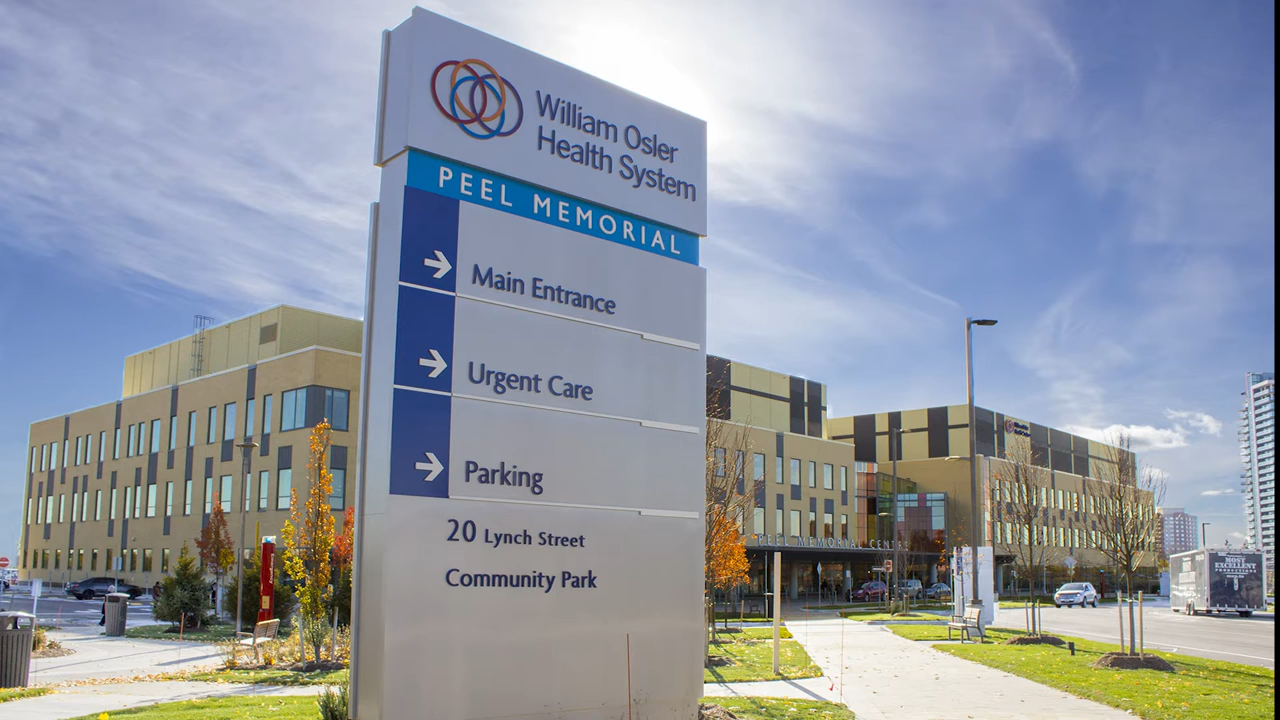 William Osler
Health System
PEEL MEMORIAL
Main Entrance
Urgent Care
Parking
20 Lynch Street
Community Park
PEEL MEMORIAL CENT
MOST
EXCELLENT